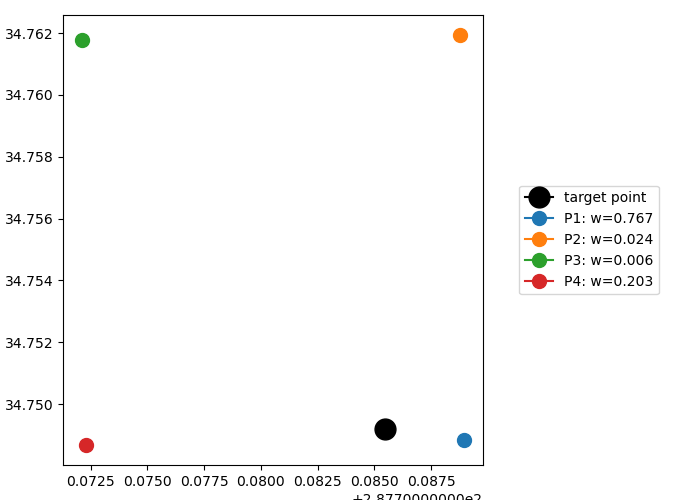 34.762
34.760
34.758
34.756
34.754
34.752
34.750
0.0725 0.0750 0.0775 0.0800 0.0825 0.0850 0.0875
+2.8770000000e2
target point
P1: w=0.767
P2: w=0.024
P3: w=0.006
P4: w=0.203